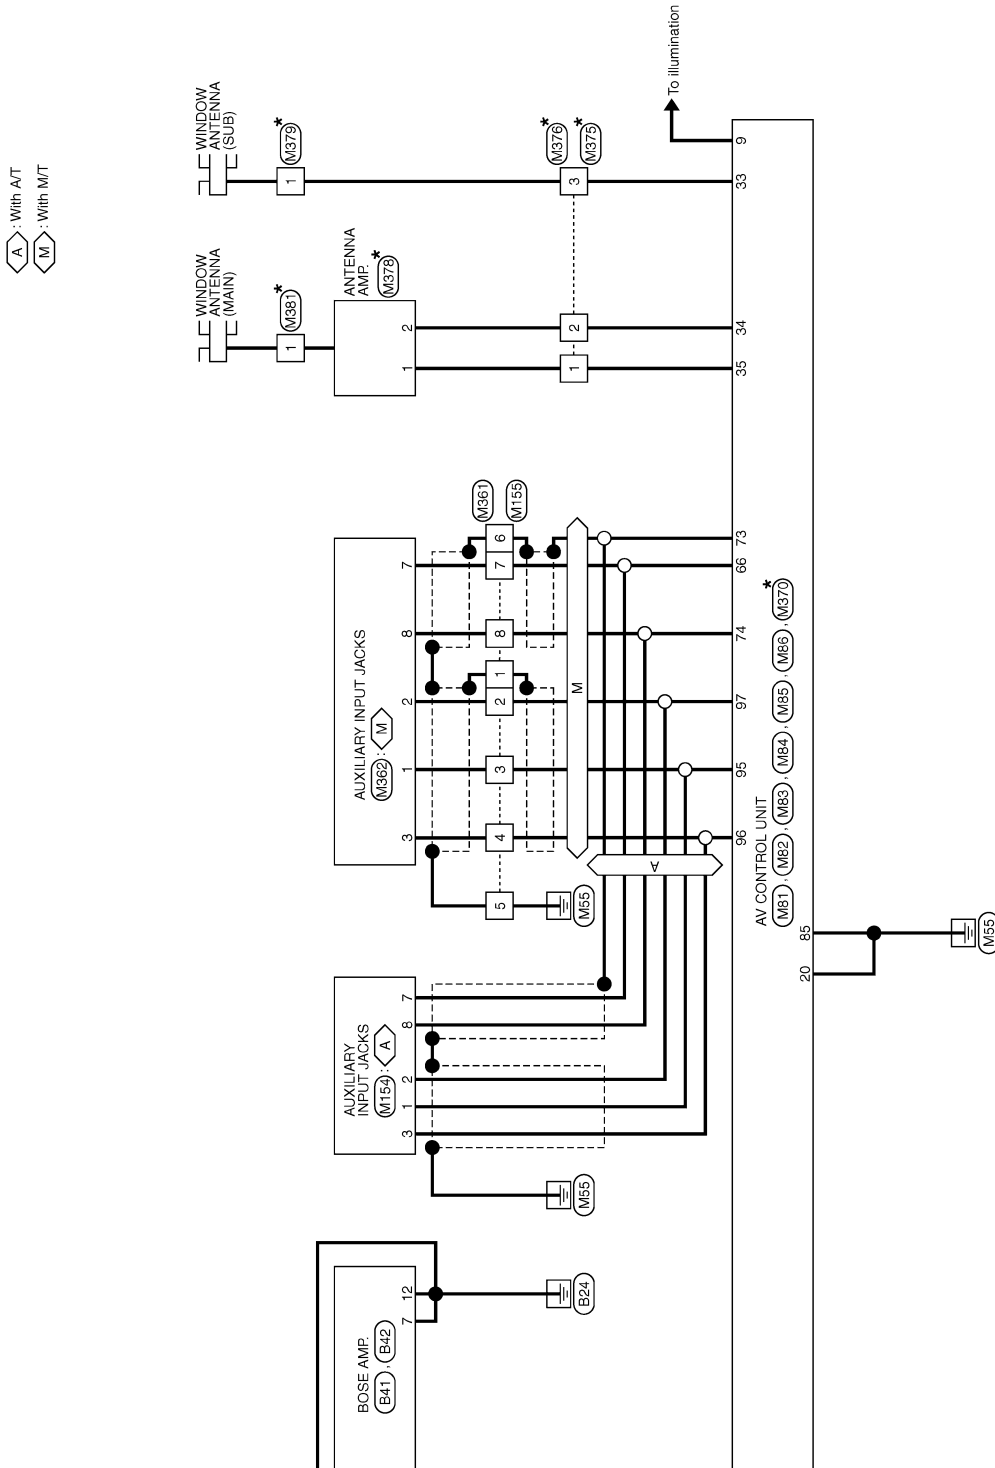 A : With A/T
M : With M/T
WINDOW
ANTENNA
(SUB)
1
M379
*
3
M376
*
M375
*
33
9
To illumination
WINDOW
ANTENNA
(MAIN)
1
M381
*
ANTENNA
AMP.
M378
*
1
2
1
2
35
34
AUXILIARY INPUT JACKS
M362 : M
3
1
2
8
7
5
4
3
2
1
8
7
6
M361
M155
M55
M
A
96
95
97
74
66
73
AV CONTROL UNIT
M81 , M82 , M83 , M84 , M85 , M86 , M370
*
20
85
M55
AUXILIARY
INPUT JACKS
M154 : A
3
1
2
8
7
M55
BOSE AMP.
B41 , B42
7
12
B24